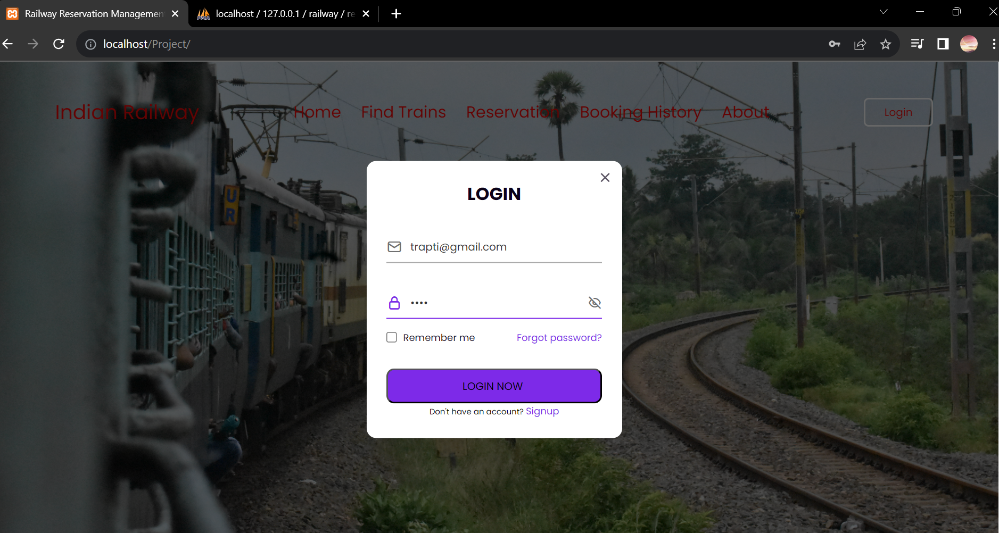 Railway Reservation Managemen
localhost / 127.0.0.1 / railway / re
localhost/Project/
Indian Railway Home Find Trains Reservation Booking History About Login
UR
LOGIN
trapti@gmail.com
••••
Remember me Forgot password?
LOGIN NOW
Don't have an account? Signup